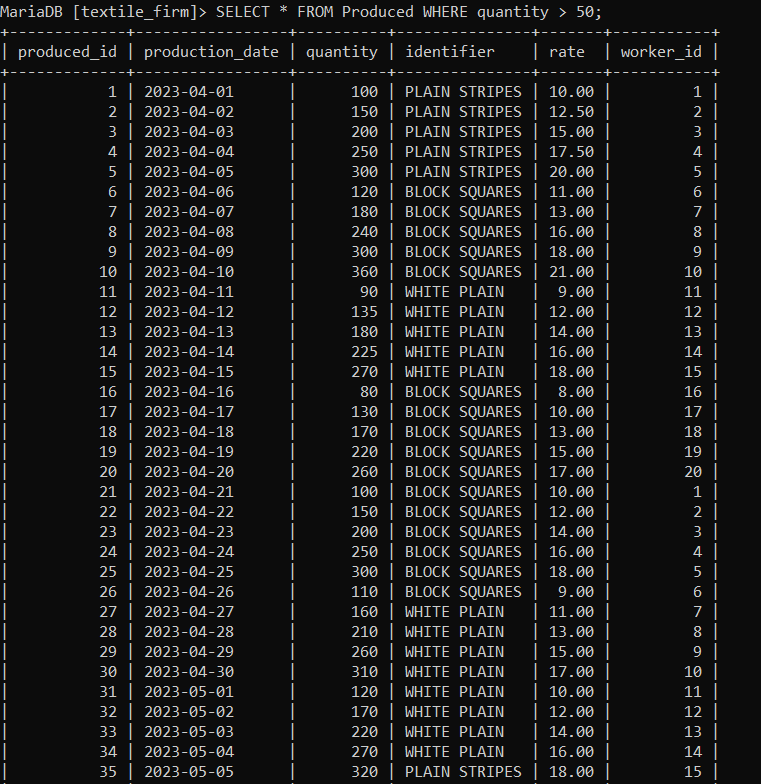 MariaDB [textile_firm]> SELECT * FROM Produced WHERE quantity > 50;
+-------------+-----------------+----------+---------------+-------+-----------+
| produced_id | production_date | quantity | identifier    | rate  | worker_id |
+-------------+-----------------+----------+---------------+-------+-----------+
|           1 | 2023-04-01      |      100 | PLAIN STRIPES | 10.00 |         1 |
|           2 | 2023-04-02      |      150 | PLAIN STRIPES | 12.50 |         2 |
|           3 | 2023-04-03      |      200 | PLAIN STRIPES | 15.00 |         3 |
|           4 | 2023-04-04      |      250 | PLAIN STRIPES | 17.50 |         4 |
|           5 | 2023-04-05      |      300 | PLAIN STRIPES | 20.00 |         5 |
|           6 | 2023-04-06      |      120 | BLOCK SQUARES | 11.00 |         6 |
|           7 | 2023-04-07      |      180 | BLOCK SQUARES | 13.00 |         7 |
|           8 | 2023-04-08      |      240 | BLOCK SQUARES | 16.00 |         8 |
|           9 | 2023-04-09      |      300 | BLOCK SQUARES | 18.00 |         9 |
|          10 | 2023-04-10      |      360 | BLOCK SQUARES | 21.00 |        10 |
|          11 | 2023-04-11      |       90 | WHITE PLAIN   |  9.00 |        11 |
|          12 | 2023-04-12      |      135 | WHITE PLAIN   | 12.00 |        12 |
|          13 | 2023-04-13      |      180 | WHITE PLAIN   | 14.00 |        13 |
|          14 | 2023-04-14      |      225 | WHITE PLAIN   | 16.00 |        14 |
|          15 | 2023-04-15      |      270 | WHITE PLAIN   | 18.00 |        15 |
|          16 | 2023-04-16      |       80 | BLOCK SQUARES |  8.00 |        16 |
|          17 | 2023-04-17      |      130 | BLOCK SQUARES | 10.00 |        17 |
|          18 | 2023-04-18      |      170 | BLOCK SQUARES | 13.00 |        18 |
|          19 | 2023-04-19      |      220 | BLOCK SQUARES | 15.00 |        19 |
|          20 | 2023-04-20      |      260 | BLOCK SQUARES | 17.00 |        20 |
|          21 | 2023-04-21      |      100 | BLOCK SQUARES | 10.00 |         1 |
|          22 | 2023-04-22      |      150 | BLOCK SQUARES | 12.00 |         2 |
|          23 | 2023-04-23      |      200 | BLOCK SQUARES | 14.00 |         3 |
|          24 | 2023-04-24      |      250 | BLOCK SQUARES | 16.00 |         4 |
|          25 | 2023-04-25      |      300 | BLOCK SQUARES | 18.00 |         5 |
|          26 | 2023-04-26      |      110 | BLOCK SQUARES |  9.00 |         6 |
|          27 | 2023-04-27      |      160 | WHITE PLAIN   | 11.00 |         7 |
|          28 | 2023-04-28      |      210 | WHITE PLAIN   | 13.00 |         8 |
|          29 | 2023-04-29      |      260 | WHITE PLAIN   | 15.00 |         9 |
|          30 | 2023-04-30      |      310 | WHITE PLAIN   | 17.00 |        10 |
|          31 | 2023-05-01      |      120 | WHITE PLAIN   | 10.00 |        11 |
|          32 | 2023-05-02      |      170 | WHITE PLAIN   | 12.00 |        12 |
|          33 | 2023-05-03      |      220 | WHITE PLAIN   | 14.00 |        13 |
|          34 | 2023-05-04      |      270 | WHITE PLAIN   | 16.00 |        14 |
|          35 | 2023-05-05      |      320 | PLAIN STRIPES | 18.00 |        15 |